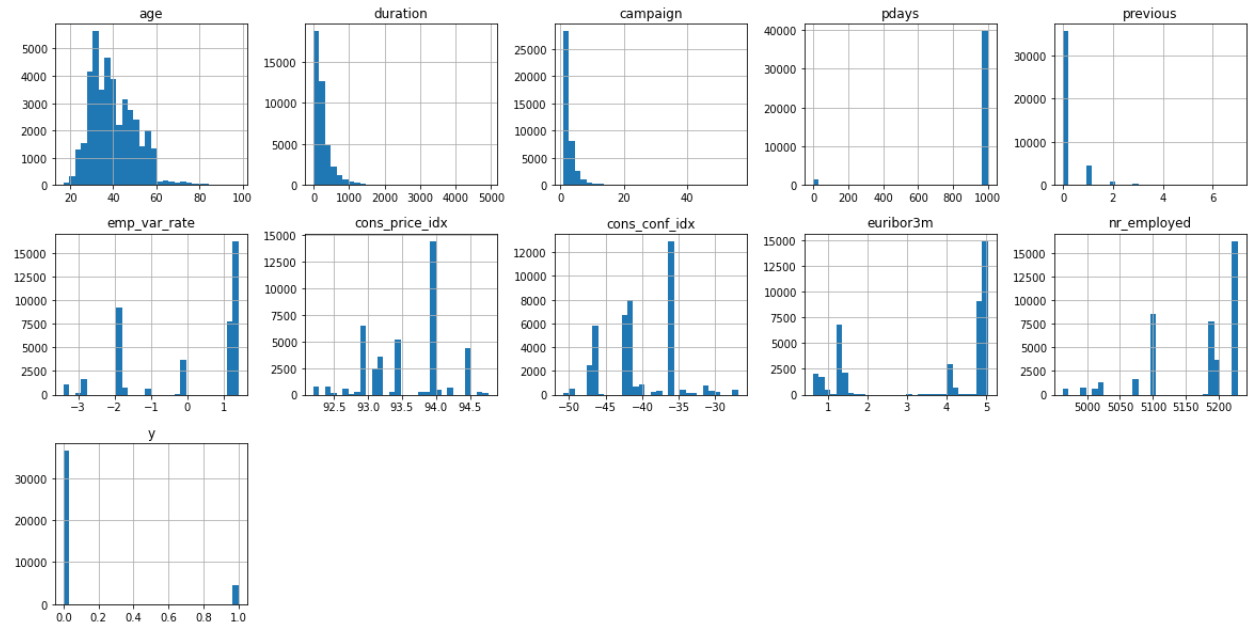 age
5000
4000
3000
2000
1000
0
20 40 60 80 100
duration
15000
10000
5000
0
0 1000 2000 3000 4000 5000
campaign
25000
20000
15000
10000
5000
0
0 20 40
pdays
40000
30000
20000
10000
0
0 200 400 600 800 1000
previous
30000
20000
10000
0
0 2 4 6
emp_var_rate
15000
12500
10000
7500
5000
2500
0
−3 −2 −1 0 1
cons_price_idx
15000
12500
10000
7500
5000
2500
0
92.5 93.0 93.5 94.0 94.5
cons_conf_idx
12000
10000
8000
6000
4000
2000
0
−50 −45 −40 −35 −30
euribor3m
15000
12500
10000
7500
5000
2500
0
1 2 3 4 5
nr_employed
15000
12500
10000
7500
5000
2500
0
5000 5050 5100 5150 5200
y
30000
20000
10000
0
0.0 0.2 0.4 0.6 0.8 1.0